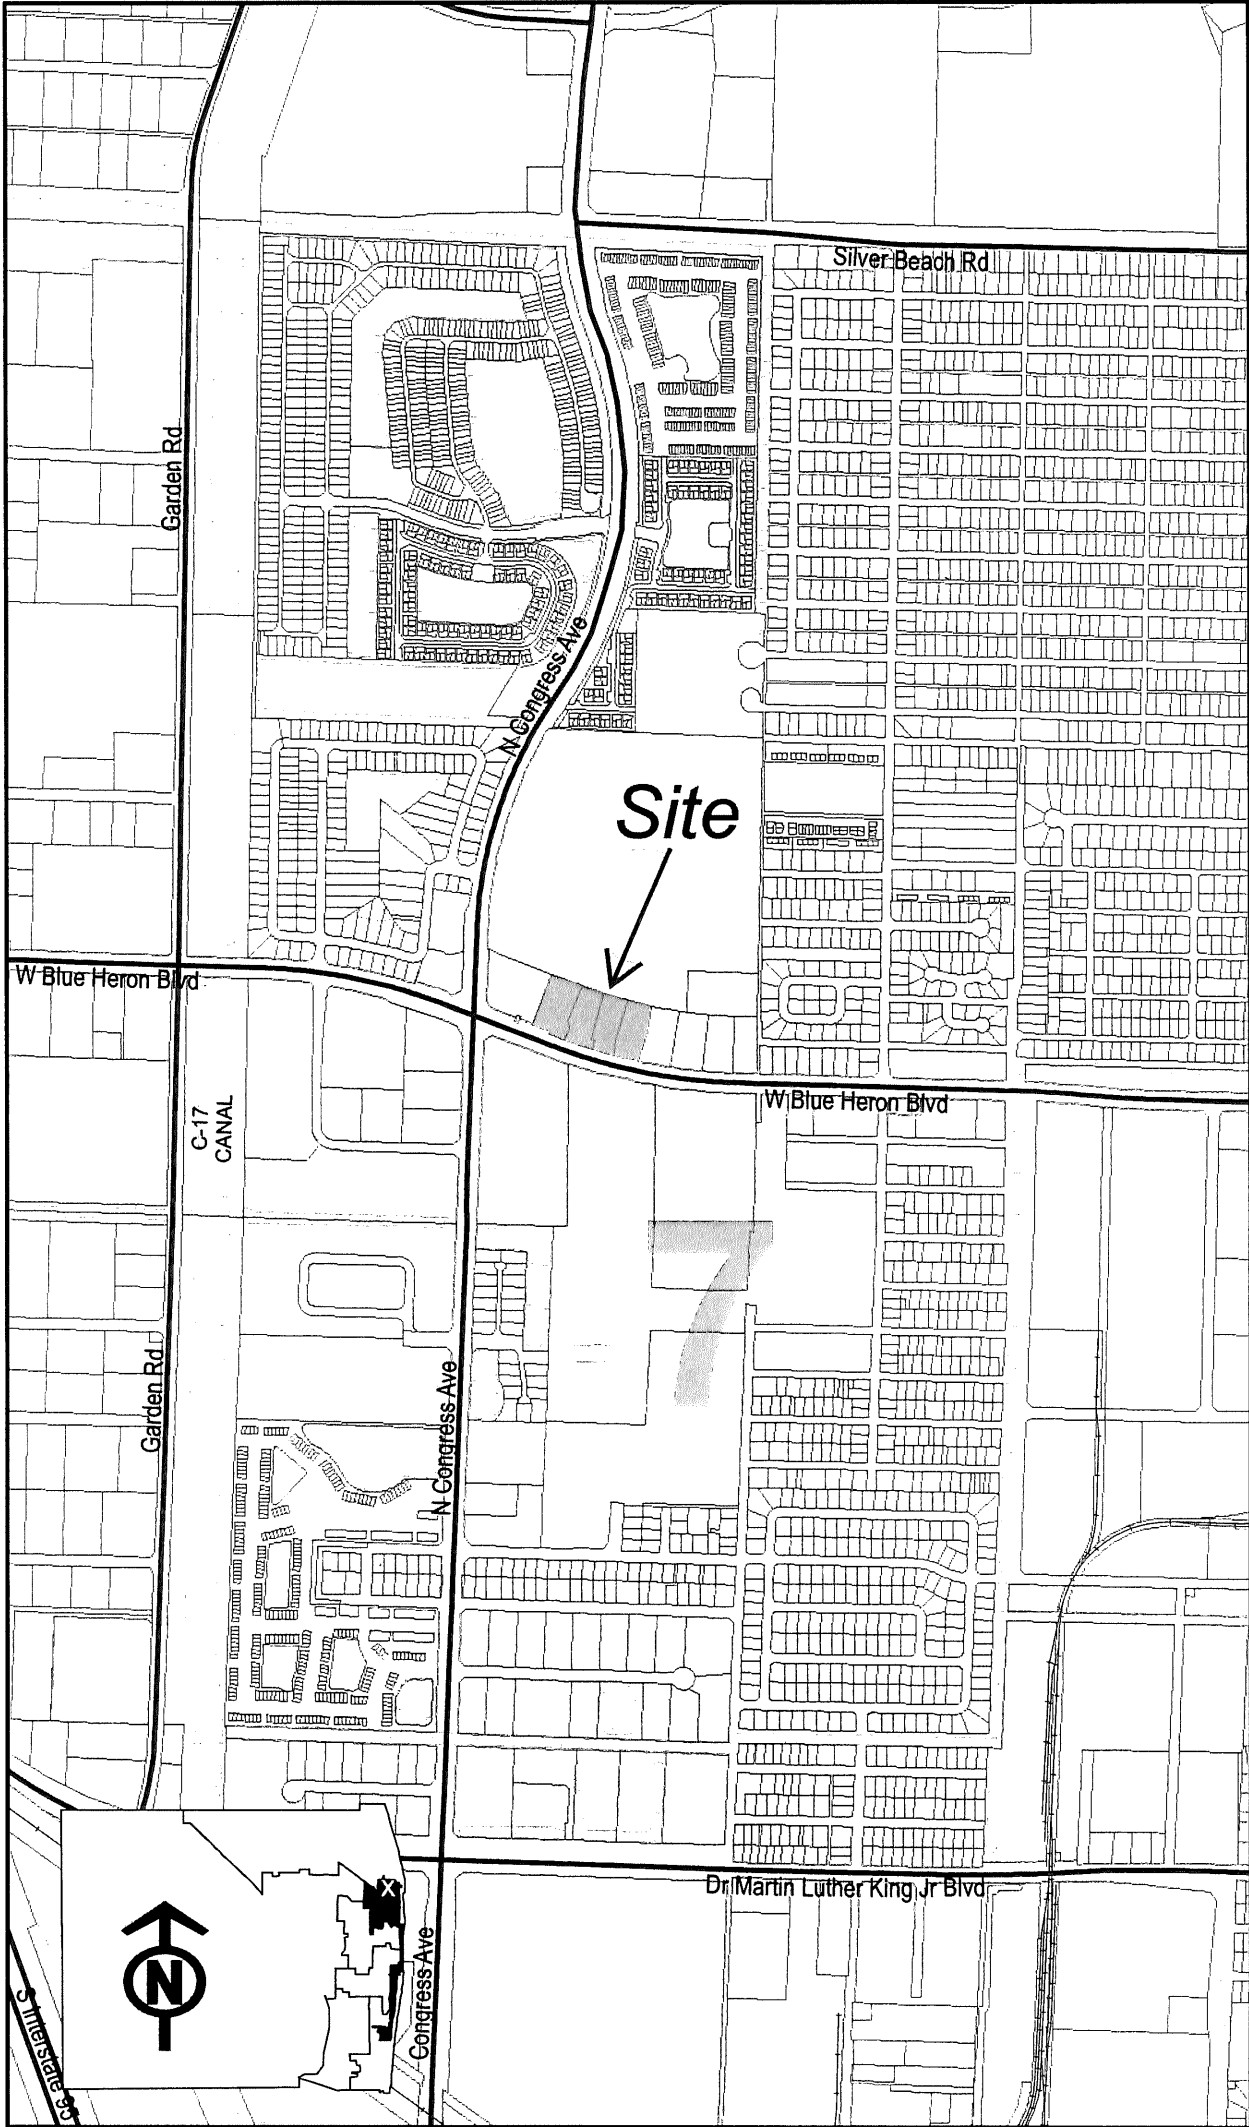 Silver Beach Rd
Garden Rd
N Congress Ave
Site
W Blue Heron Blvd
W Blue Heron Blvd
C-17
CANAL
7
Garden Rd
N Congress Ave
Dr Martin Luther King Jr Blvd
X
N
Congress Ave
S Interstate 95